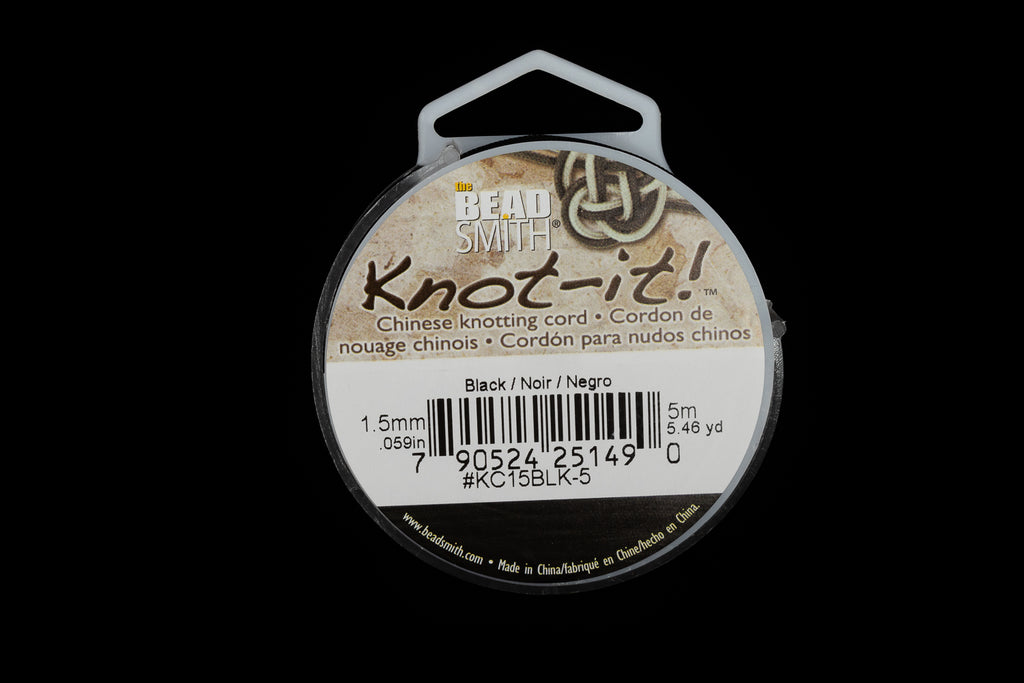 the
BEAD
SMITH®
Knot-it!™
Chinese knotting cord • Cordon de
nouage chinois • Cordón para nudos chinos
Black / Noir / Negro
1.5mm
.059in
5m
5.46 yd
7 90524 25149 0
#KC15BLK-5
www.beadsmith.com • Made in China/fabriqué en Chine/hecho en China.